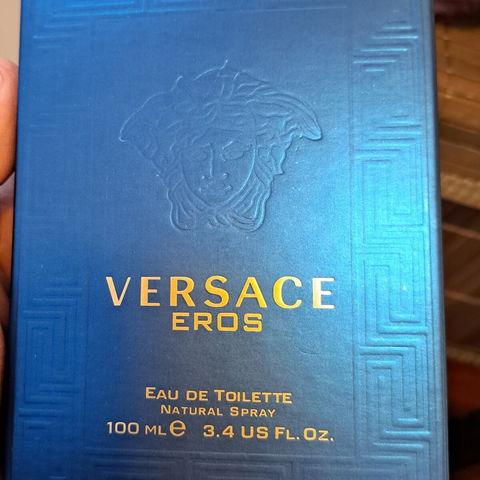 VERSACE
EROS
EAU DE TOILETTE
NATURAL SPRAY
100 ML e 3.4 US FL. OZ.